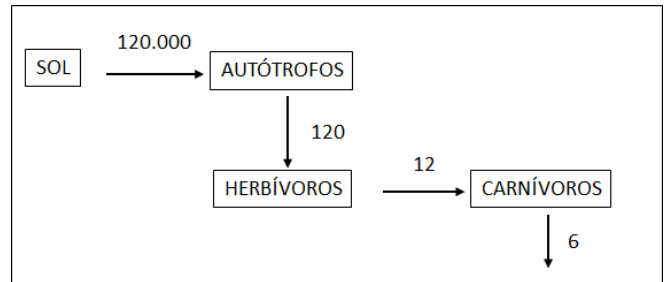 120.000
SOL
AUTÓTROFOS
120
12
HERBÍVOROS
CARNÍVOROS
6